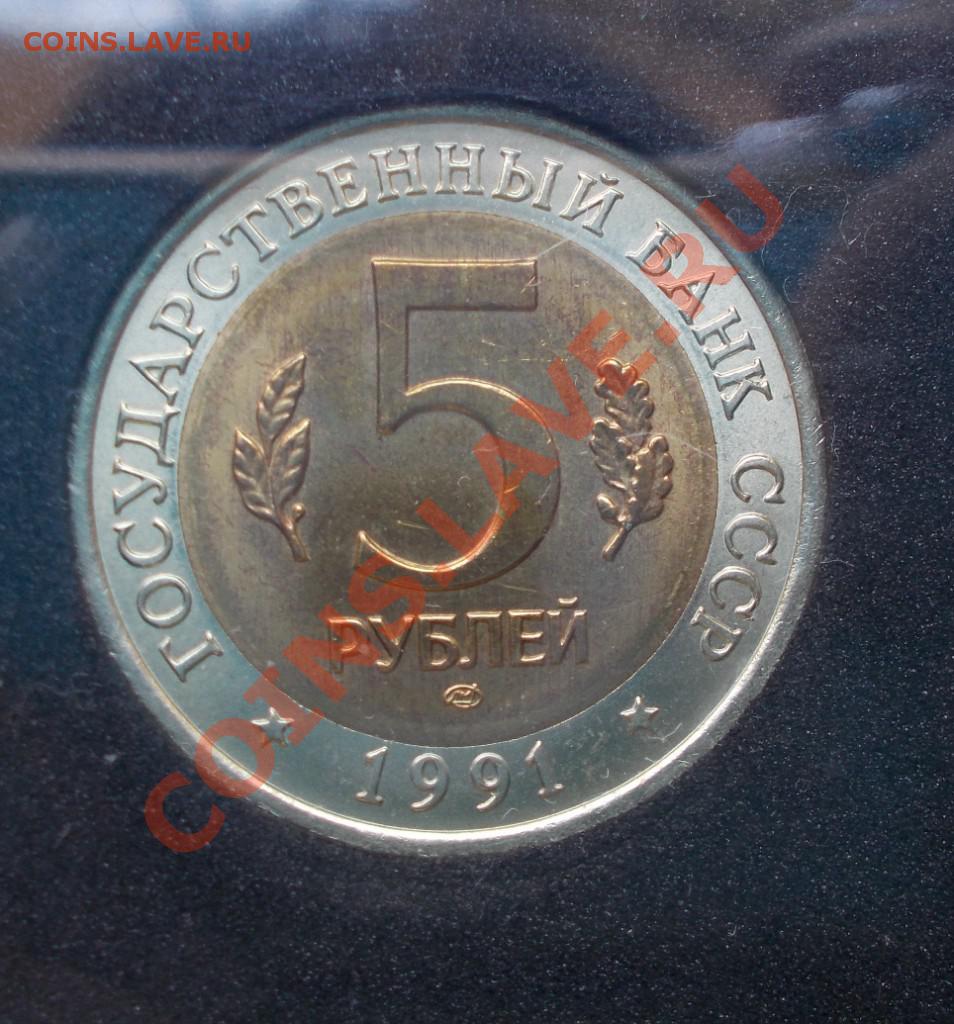 COINS.LAVE.RU
ГОСУДАРСТВЕННЫЙ БАНК СССР
5
РУБЛЕЙ
1991
COINS.LAVE.RU